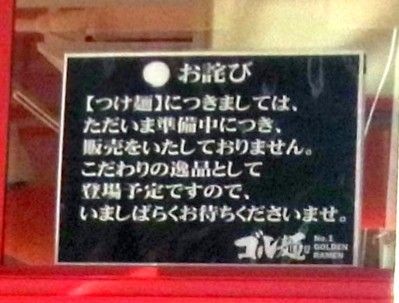 お詫び
【つけ麺】につきましては、
ただいま準備中につき、
販売をいたしておりません。
こだわりの逸品として
登場予定ですので、
いましばらくお待ちくださいませ。
ゴル麺。
No.1
GOLDEN
RAMEN